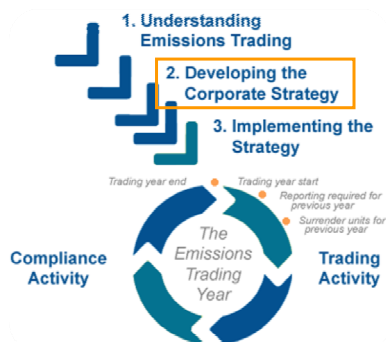 1. Understanding
Emissions Trading
2. Developing the
Corporate Strategy
3. Implementing the
Strategy
Trading year end
Trading year start
Reporting required for
previous year
Surrender units for
previous year
The
Emissions
Trading
Year
Compliance
Activity
Trading
Activity